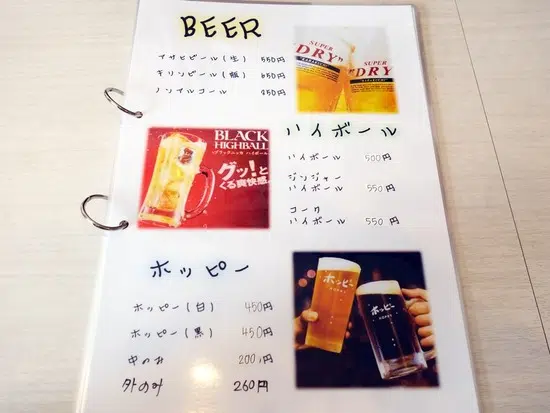 BEER
アサヒビール(生) 550円
キリンビール(瓶) 650円
ノンアルコール 350円
SUPER
"DRY"
SUPER
"DRY"
BLACK
HIGHBALL
ブラックニッカ ハイボール
グッ!と
くる爽快感。
ハイボール
ハイボール 500円
ジンジャー
ハイボール 550円
コーク
ハイボール 550円
ホッピー
ホッピー(白) 450円
ホッピー(黒) 450円
中のみ 200円
外のみ 260円
ホッピー
HOPPY
ホッピー
HOPPY